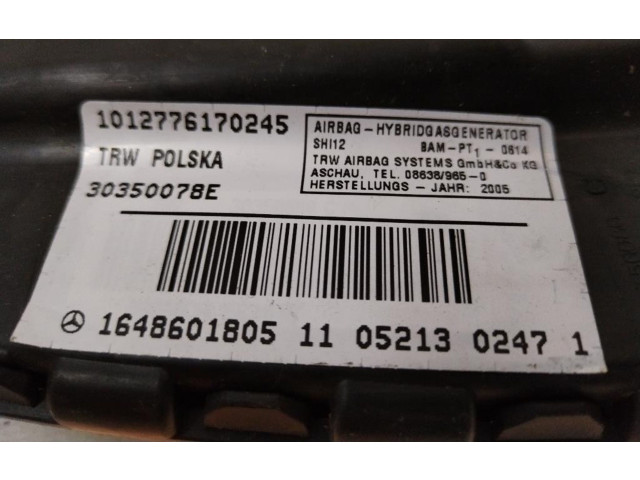 1012776170245
TRW POLSKA
30350078E
AIRBAG-HYBRIDGASGENERATOR
SHI12 BAM-PT1-0814
TRW AIRBAG SYSTEMS GmbH&Co KG
ASCHAU, TEL. 08638/965-0
HERSTELLUNGS-JAHR: 2005
1648601805 11 05213 0247 1